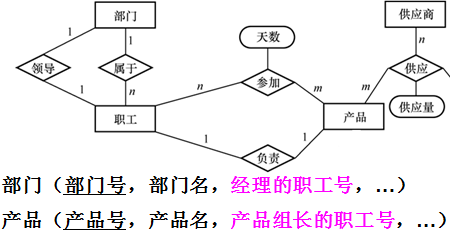 部门
供应商
1
1
n
天数
领导
属于
参加
供应
n
m
m
1
n
职工
产品
供应量
1
1
负责
部门（部门号，部门名，经理的职工号，…）
产品（产品号，产品名，产品组长的职工号，…）